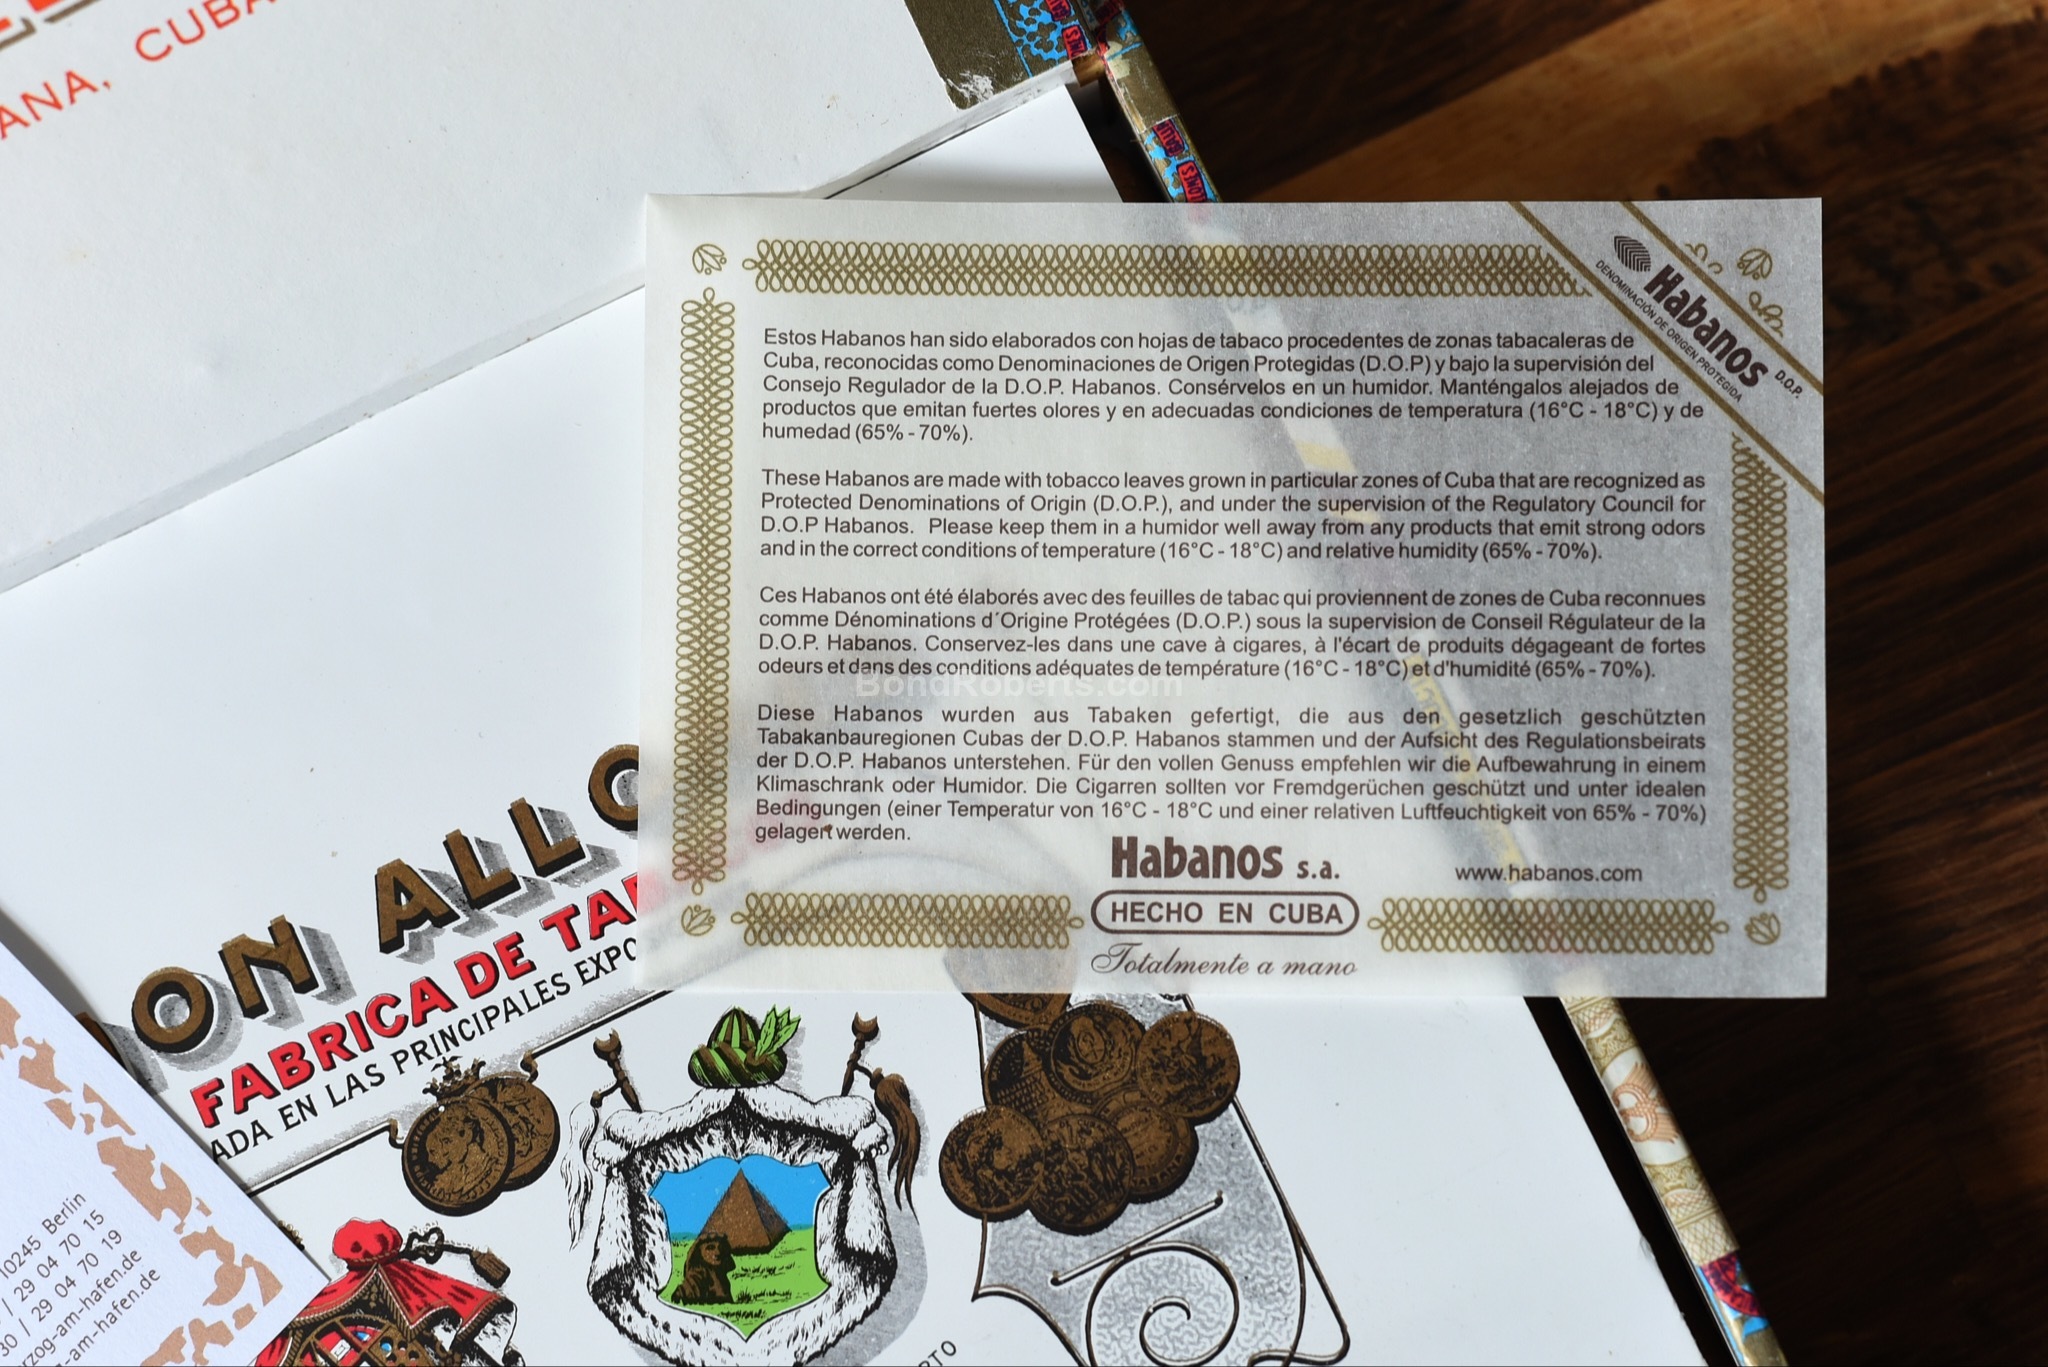 CUBA
ANA, CUBA
GALU
Habanos
DENOMINACIÓN DE ORIGEN PROTEGIDA
D.O.P.
Estos Habanos han sido elaborados con hojas de tabaco procedentes de zonas tabacaleras de
Cuba, reconocidas como Denominaciones de Origen Protegidas (D.O.P) y bajo la supervisión del
Consejo Regulador de la D.O.P. Habanos. Consérvelos en un humidor. Manténgalos alejados de
productos que emitan fuertes olores y en adecuadas condiciones de temperatura (16°C - 18°C) y de
humedad (65% - 70%).
These Habanos are made with tobacco leaves grown in particular zones of Cuba that are recognized as
Protected Denominations of Origin (D.O.P.), and under the supervision of the Regulatory Council for
D.O.P Habanos. Please keep them in a humidor well away from any products that emit strong odors
and in the correct conditions of temperature (16°C - 18°C) and relative humidity (65% - 70%).
Ces Habanos ont été élaborés avec des feuilles de tabac qui proviennent de zones de Cuba reconnues
comme Dénominations d´Origine Protégées (D.O.P.) sous la supervision de Conseil Régulateur de la
D.O.P. Habanos. Conservez-les dans une cave à cigares, à l'écart de produits dégageant de fortes
odeurs et dans des conditions adéquates de température (16°C - 18°C) et d'humidité (65% - 70%).
BondRoberts.com
Diese Habanos wurden aus Tabaken gefertigt, die aus den gesetzlich geschützten
Tabakanbauregionen Cubas der D.O.P. Habanos stammen und der Aufsicht des Regulationsbeirats
der D.O.P. Habanos unterstehen. Für den vollen Genuss empfehlen wir die Aufbewahrung in einem
Klimaschrank oder Humidor. Die Cigarren sollten vor Fremdgerüchen geschützt und unter idealen
Bedingungen (einer Temperatur von 16°C - 18°C und einer relativen Luftfeuchtigkeit von 65% - 70%)
gelagert werden.
Habanos s.a.
www.habanos.com
HECHO EN CUBA
Totalmente a mano
ON ALLO
FABRICA DE TA
ADA EN LAS PRINCIPALES EXPO
10245 Berlin
/ 29 04 70 15
30 / 29 04 70 19
rzog-am-hafen.de
-am-hafen.de
RTO